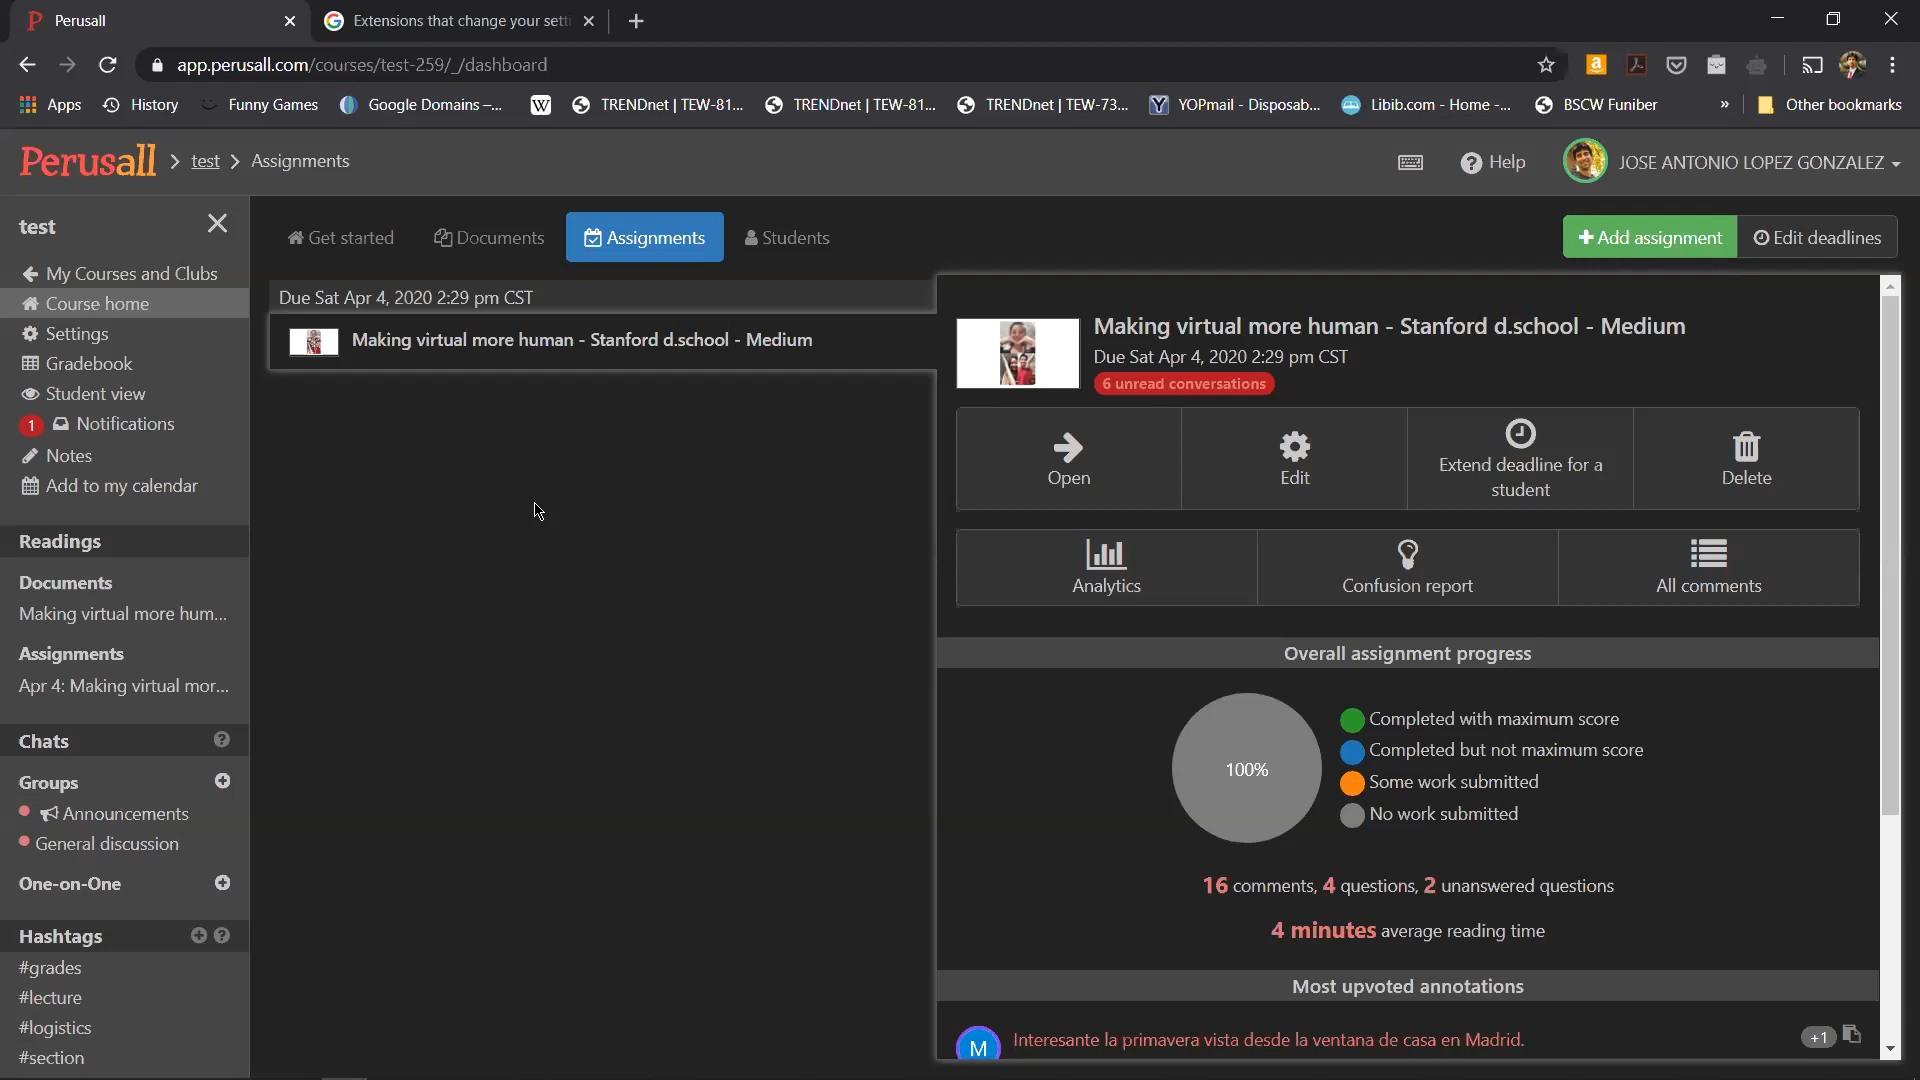 Perusall
Extensions that change your sett
app.perusall.com/courses/test-259/_/dashboard
Apps
History
Funny Games
Google Domains –...
TRENDnet | TEW-81...
TRENDnet | TEW-81...
TRENDnet | TEW-73...
YOPmail - Disposab...
Libib.com - Home -...
BSCW Funiber
»
Other bookmarks
Perusall > test > Assignments
Help
JOSE ANTONIO LOPEZ GONZALEZ
test
My Courses and Clubs
Course home
Settings
Gradebook
Student view
1 Notifications
Notes
Add to my calendar
Readings
Documents
Making virtual more hum...
Assignments
Apr 4: Making virtual mor...
Chats
Groups
Announcements
General discussion
One-on-One
Hashtags
#grades
#lecture
#logistics
#section
Get started
Documents
Assignments
Students
Add assignment
Edit deadlines
Due Sat Apr 4, 2020 2:29 pm CST
Making virtual more human - Stanford d.school - Medium
Making virtual more human - Stanford d.school - Medium
Due Sat Apr 4, 2020 2:29 pm CST
6 unread conversations
Open
Edit
Extend deadline for a
student
Delete
Analytics
Confusion report
All comments
Overall assignment progress
100%
Completed with maximum score
Completed but not maximum score
Some work submitted
No work submitted
16 comments, 4 questions, 2 unanswered questions
4 minutes average reading time
Most upvoted annotations
M
Interesante la primavera vista desde la ventana de casa en Madrid.
+1